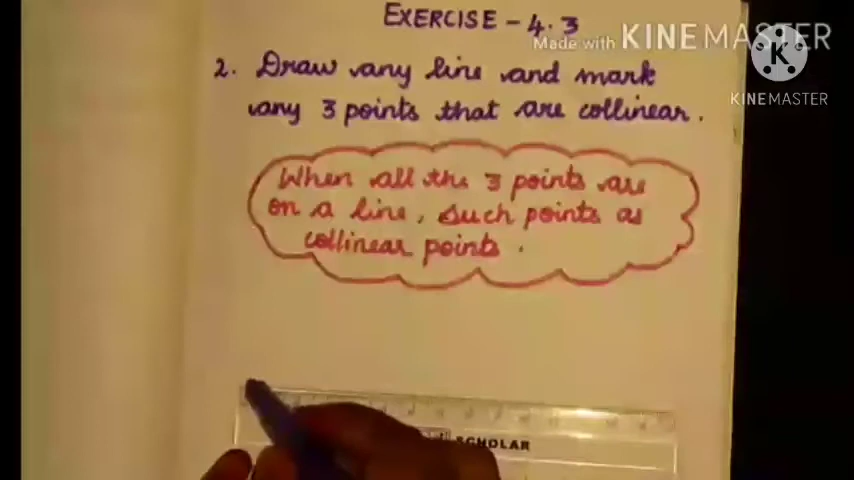 EXERCISE - 4.3
Made with KINEMASTER
KINEMASTER
2. Draw any line and mark
any 3 points that are collinear.
When all the 3 points are
on a line, such points as
collinear points.
SCHOLAR